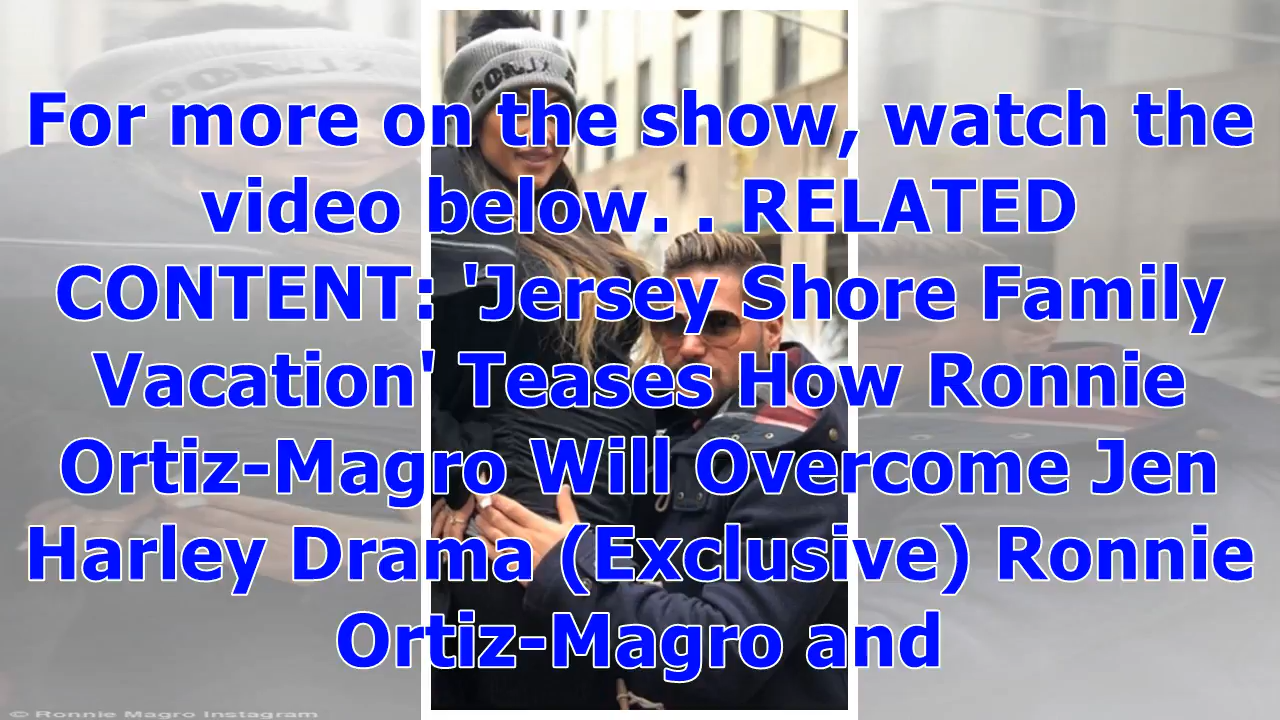 CONJ
For more on the show, watch the
video below. . RELATED
CONTENT: 'Jersey Shore Family
Vacation' Teases How Ronnie
Ortiz-Magro Will Overcome Jen
Harley Drama (Exclusive) Ronnie
Ortiz-Magro and
© Ronnie Magro Instagram